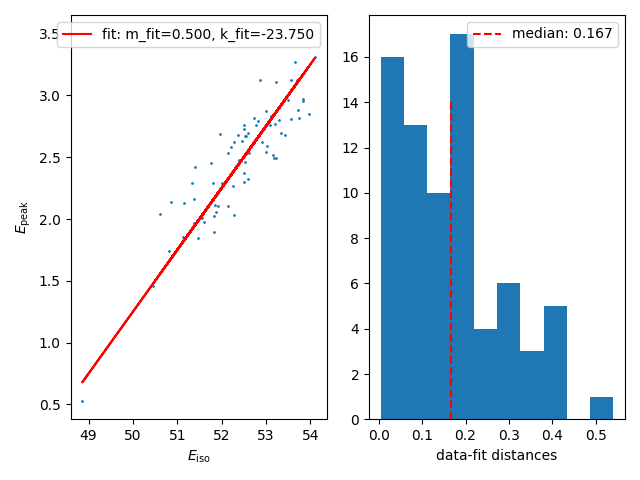 fit: m_fit=0.500, k_fit=-23.750
3.5
3.0
2.5
2.0
1.5
1.0
0.5
E_peak
49 50 51 52 53 54
E_iso
median: 0.167
16
14
12
10
8
6
4
2
0
0.0 0.1 0.2 0.3 0.4 0.5
data-fit distances